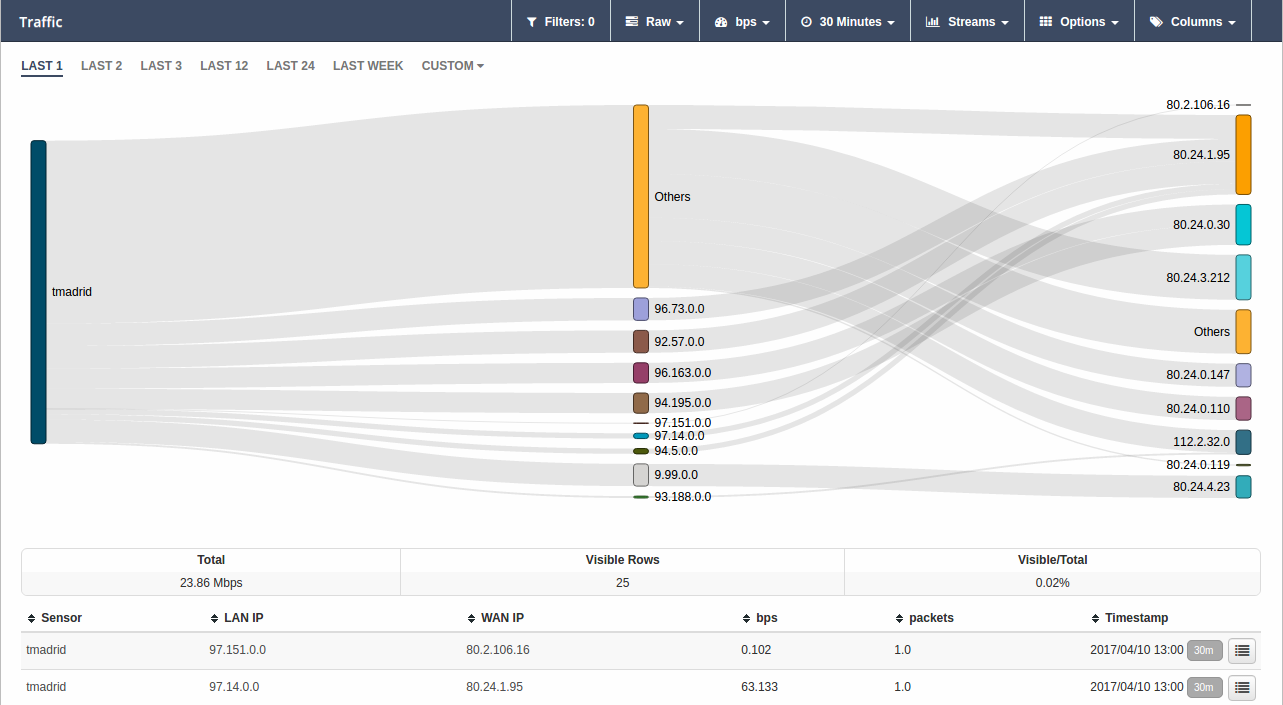 Traffic Filters: 0 Raw bps 30 Minutes Streams Options Columns
LAST 1 LAST 2 LAST 3 LAST 12 LAST 24 LAST WEEK CUSTOM
tmadrid
Others
96.73.0.0
92.57.0.0
96.163.0.0
94.195.0.0
97.151.0.0
97.14.0.0
94.5.0.0
9.99.0.0
93.188.0.0
80.2.106.16
80.24.1.95
80.24.0.30
80.24.3.212
Others
80.24.0.147
80.24.0.110
112.2.32.0
80.24.0.119
80.24.4.23
Total Visible Rows Visible/Total
23.86 Mbps 25 0.02%
Sensor LAN IP WAN IP bps packets Timestamp
tmadrid 97.151.0.0 80.2.106.16 0.102 1.0 2017/04/10 13:00 30m
tmadrid 97.14.0.0 80.24.1.95 63.133 1.0 2017/04/10 13:00 30m